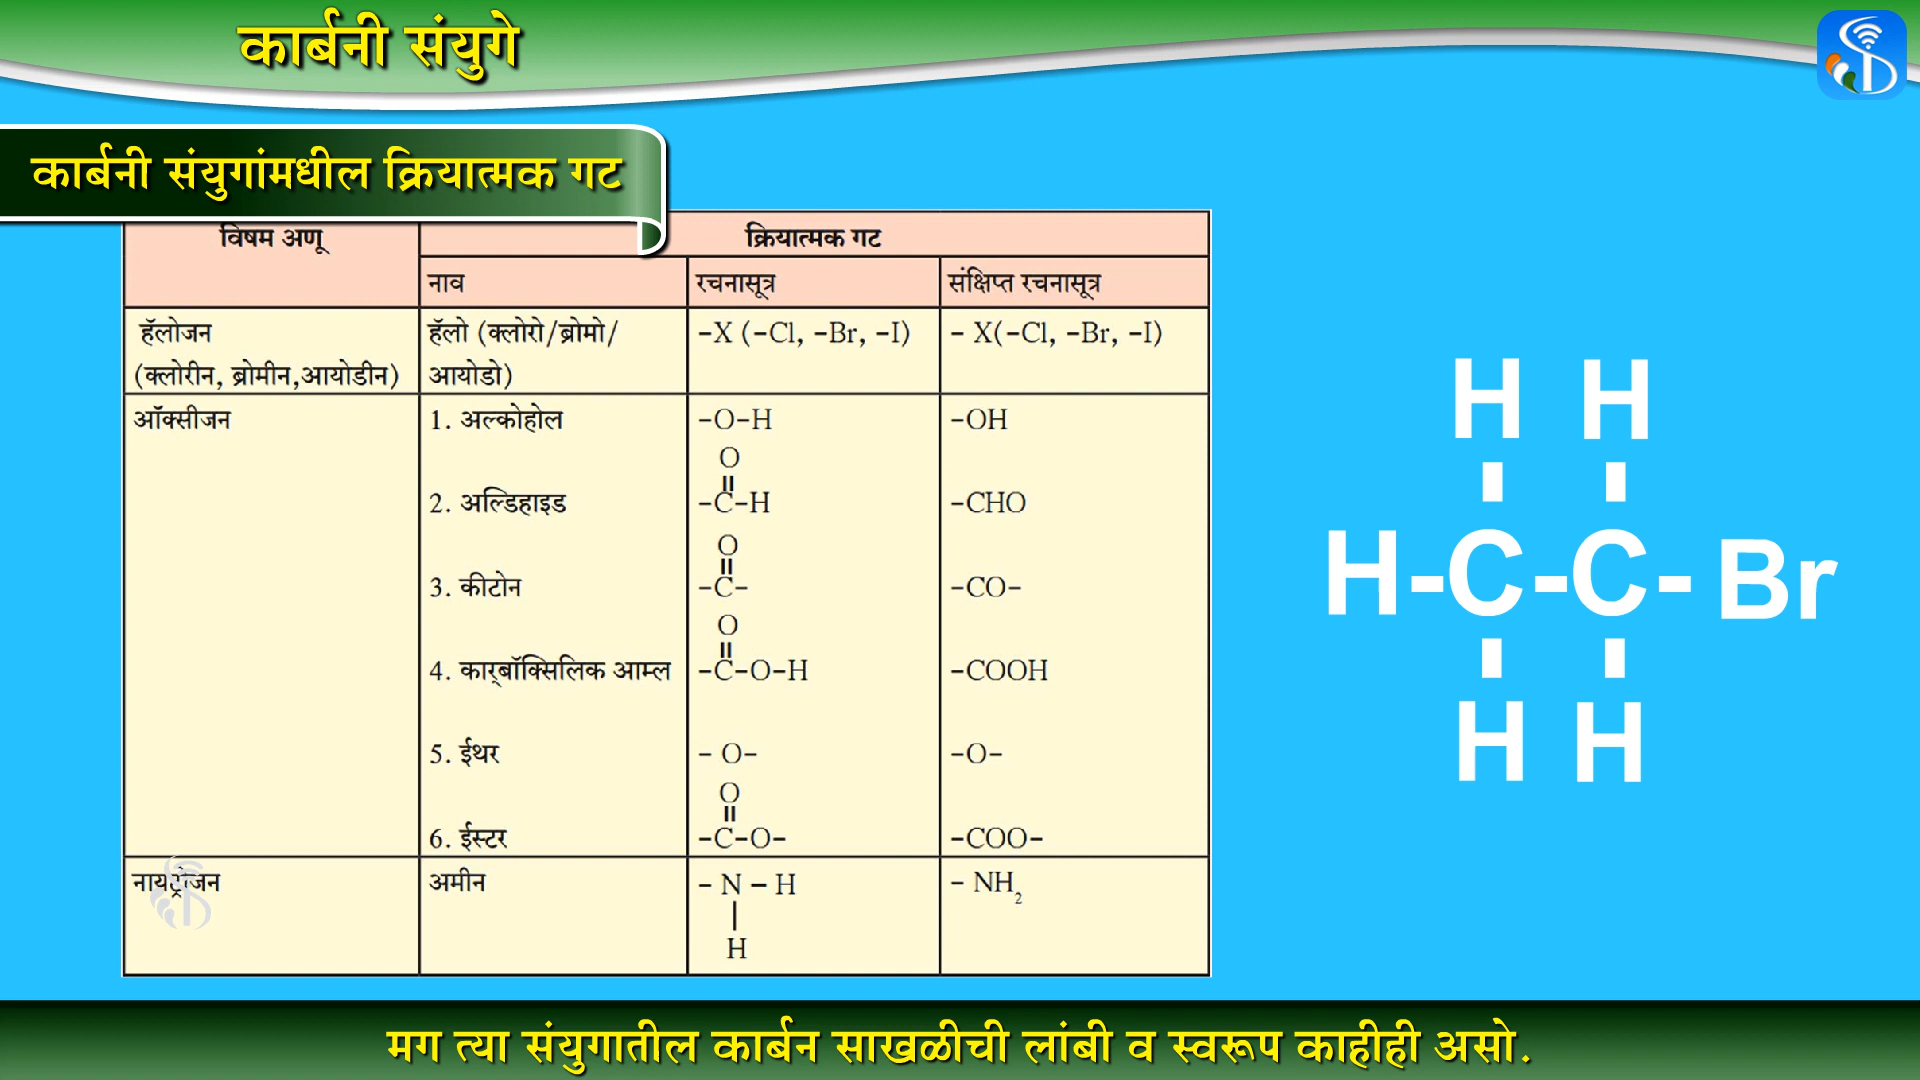 कार्बनी संयुगे
कार्बनी संयुगांमधील क्रियात्मक गट
विषम अणू क्रियात्मक गट
नाव रचनासूत्र संक्षिप्त रचनासूत्र
हॅलोजन हॅलो (क्लोरो/ब्रोमो/ –X (–Cl, –Br, –I) – X(–Cl, –Br, –I)
(क्लोरीन, ब्रोमीन,आयोडीन) आयोडो)
ऑक्सीजन 1. अल्कोहोल –O–H –OH
O
||
2. अल्डिहाइड –C–H –CHO
O
||
3. कीटोन –C– –CO–
O
||
4. कार्बॉक्सिलिक आम्ल –C–O–H –COOH
5. ईथर – O– –O–
O
||
6. ईस्टर –C–O– –COO–
नायट्रोजन अमीन – N – H – NH₂
|
H
H H
H-C-C-Br
H H
मग त्या संयुगातील कार्बन साखळीची लांबी व स्वरूप काहीही असो.